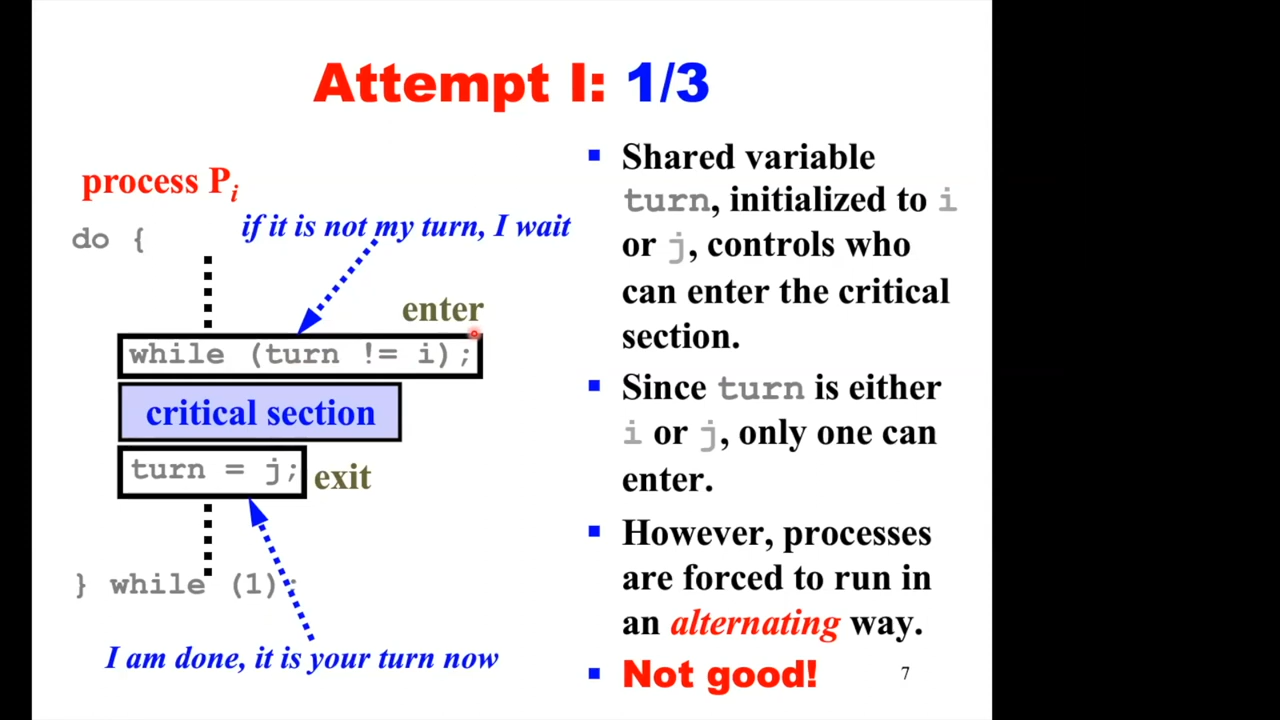 Attempt I: 1/3
process Pi
if it is not my turn, I wait
do {
enter
while (turn != i);
critical section
turn = j;
exit
} while (1);
I am done, it is your turn now
▪ Shared variable
turn, initialized to i
or j, controls who
can enter the critical
section.
▪ Since turn is either
i or j, only one can
enter.
▪ However, processes
are forced to run in
an alternating way.
▪ Not good!
7